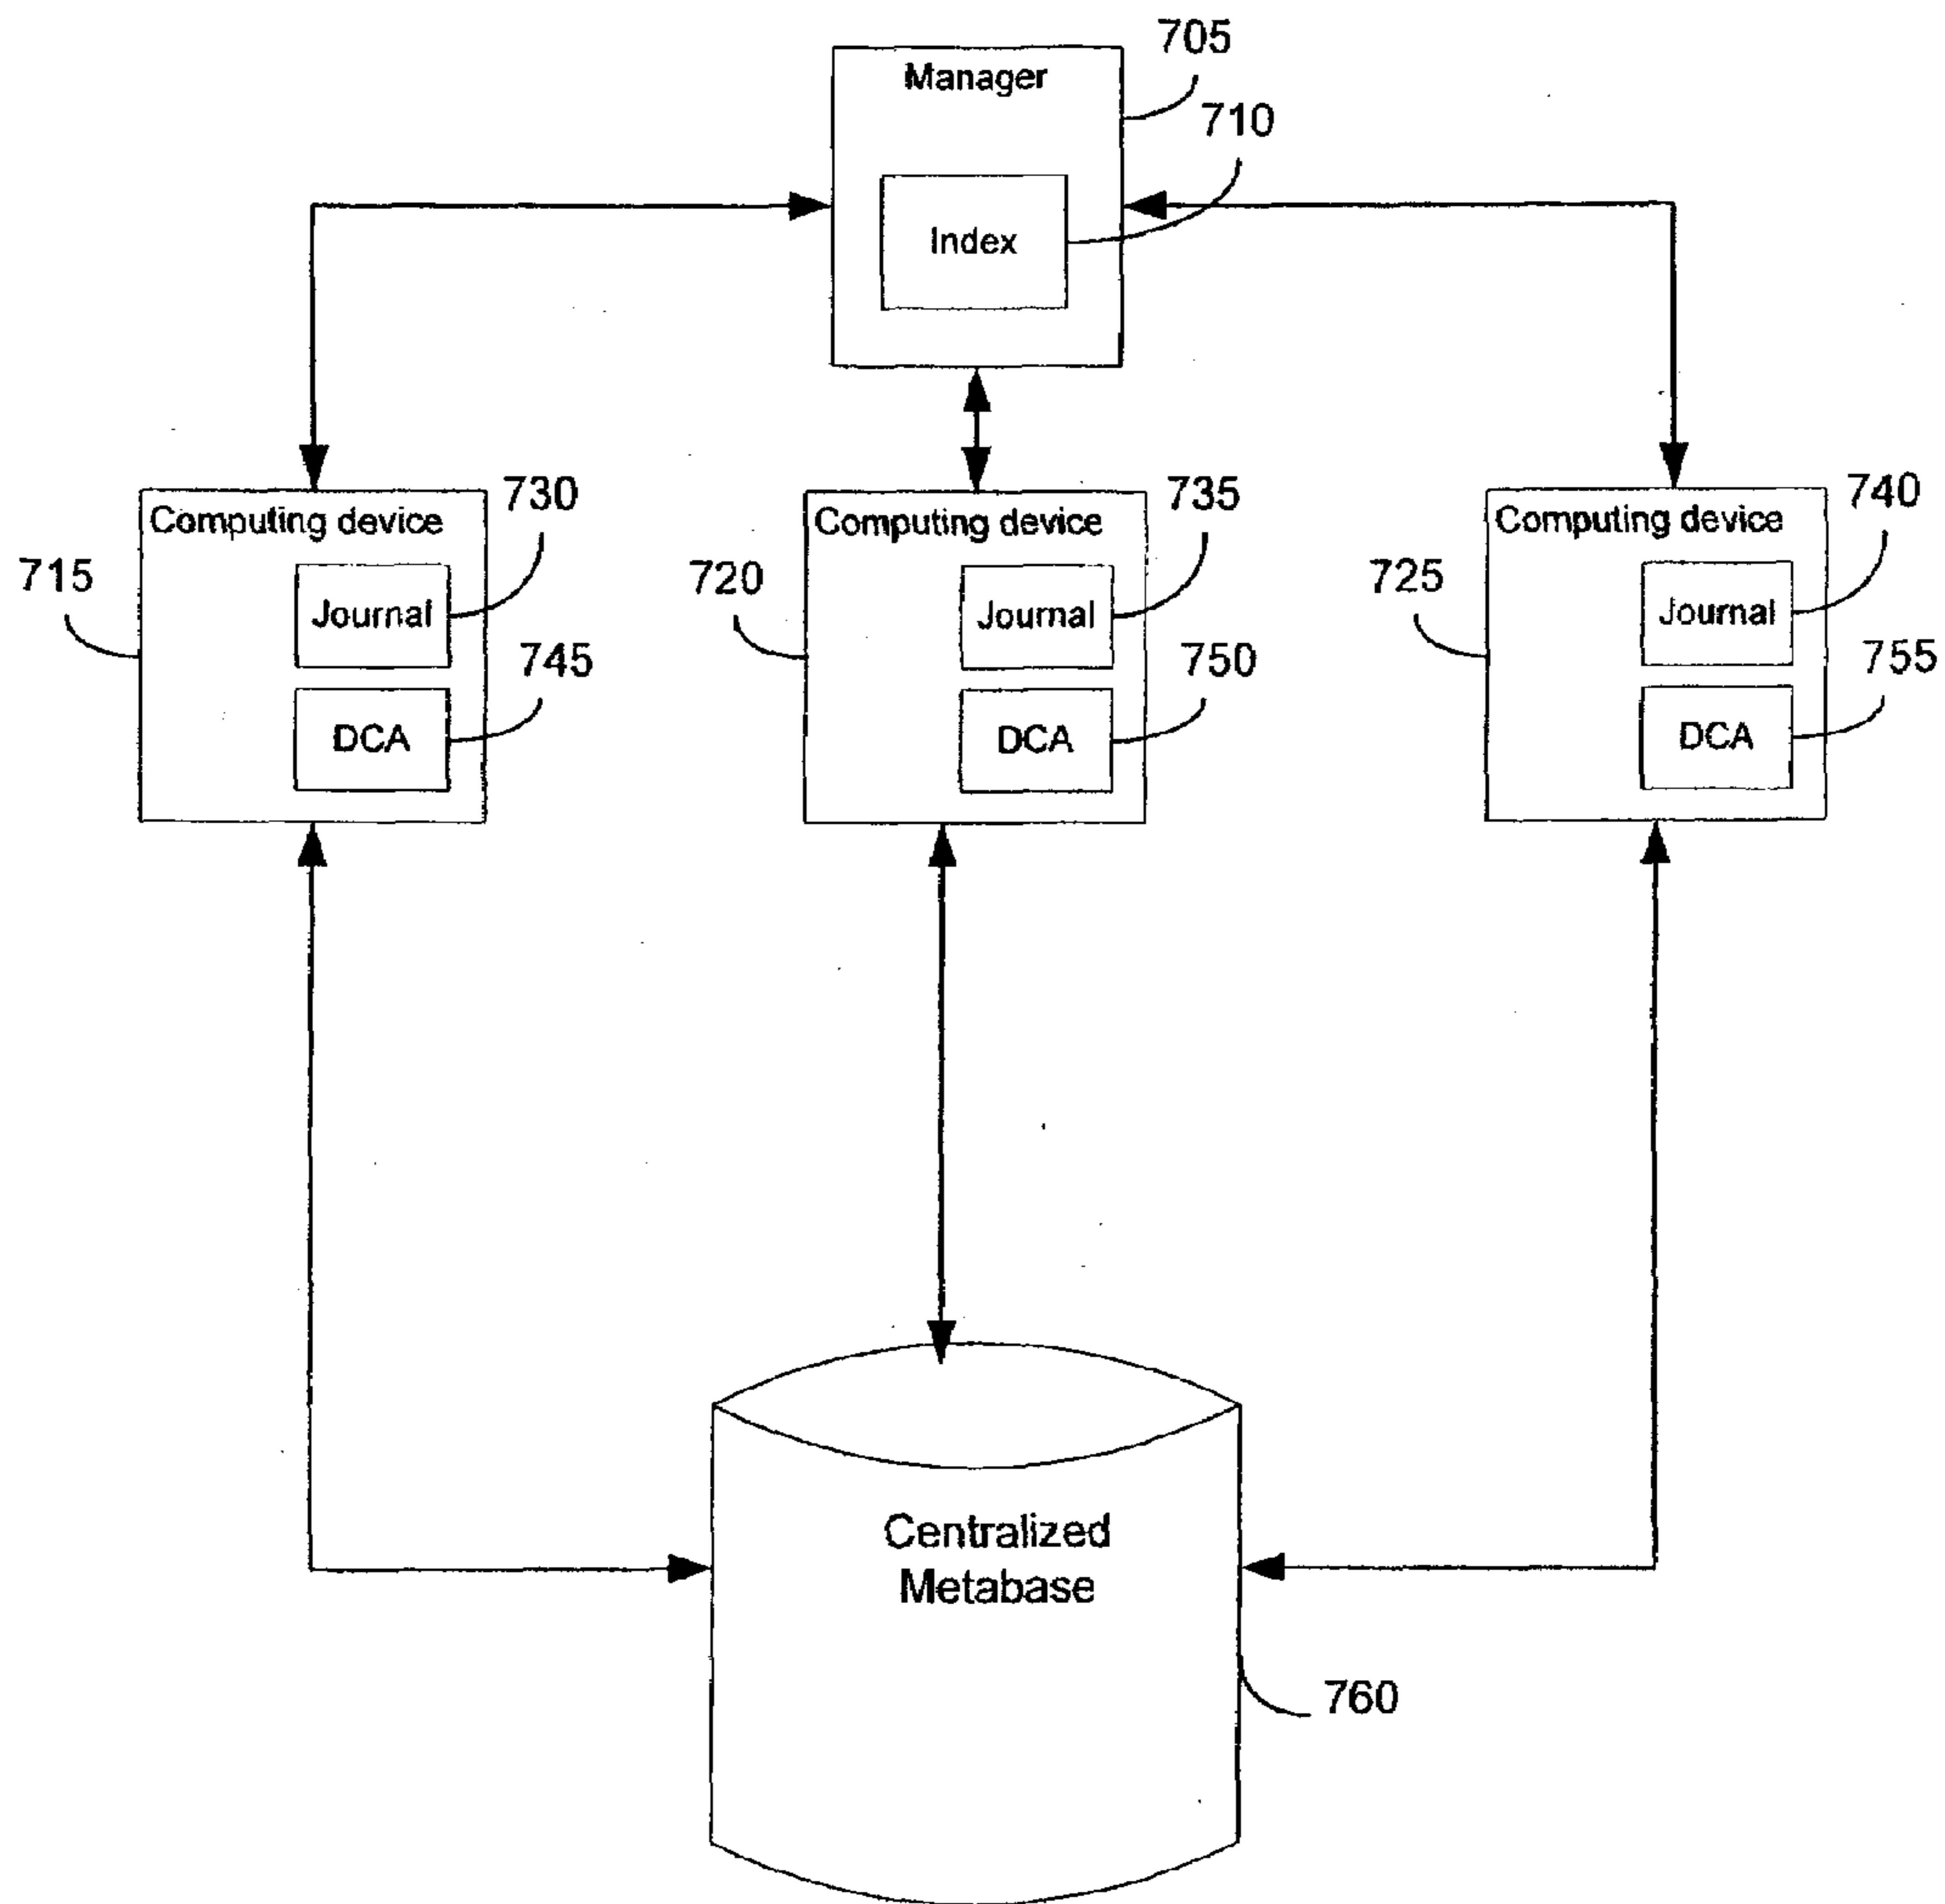 705
Manager
710
Index
730
735
740
Computing device
Computing device
Computing device
715
720
725
Journal
Journal
Journal
745
750
755
DCA
DCA
DCA
Centralized
Metabase
760